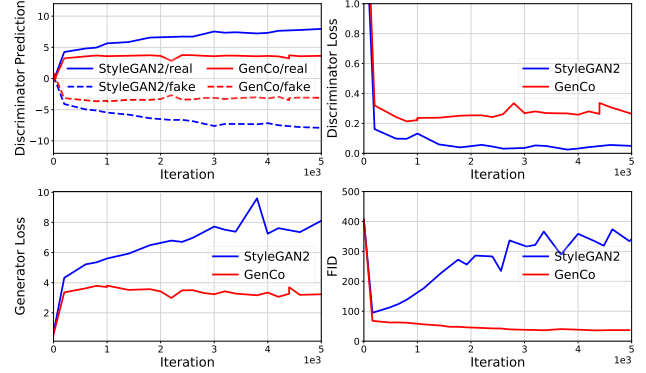 Discriminator Prediction
10
5
0
−5
−10
StyleGAN2/real
GenCo/real
StyleGAN2/fake
GenCo/fake
0 1 2 3 4 5
Iteration
1e3
Discriminator Loss
1.0
0.8
0.6
0.4
0.2
0.0
StyleGAN2
GenCo
0 1 2 3 4 5
Iteration
1e3
Generator Loss
10
8
6
4
2
StyleGAN2
GenCo
0 1 2 3 4 5
Iteration
1e3
FID
500
400
300
200
100
0
StyleGAN2
GenCo
0 1 2 3 4 5
Iteration
1e3